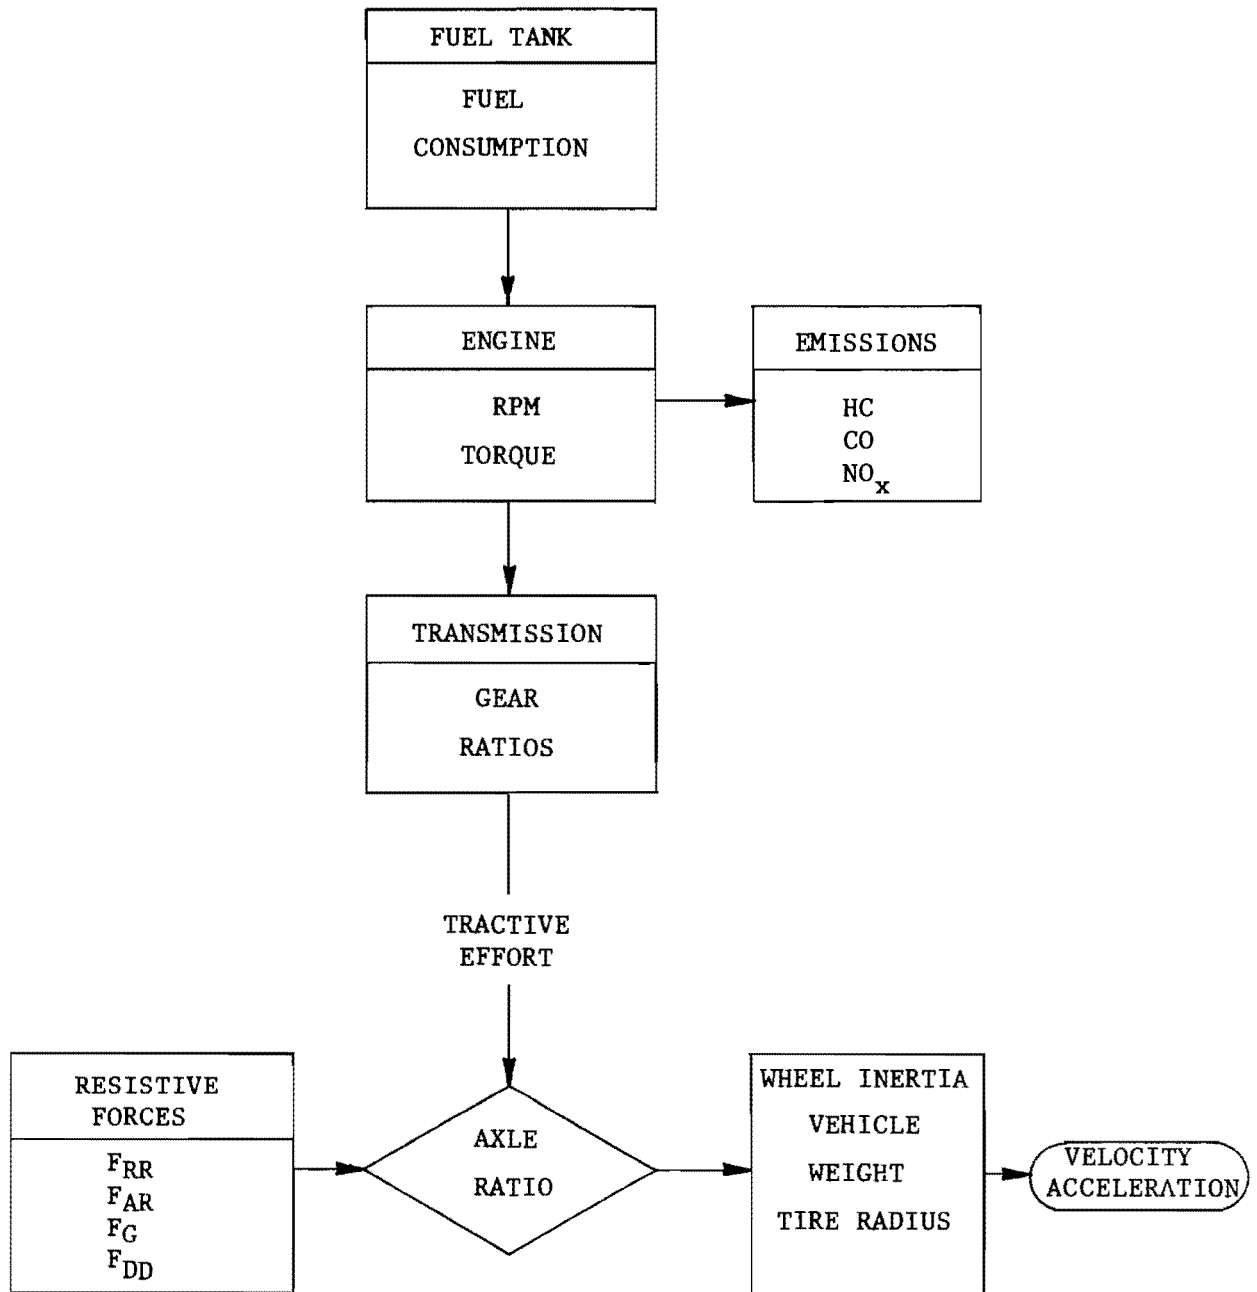 FUEL TANK
FUEL
CONSUMPTION
ENGINE
RPM
TORQUE
EMISSIONS
HC
CO
NOx
TRANSMISSION
GEAR
RATIOS
TRACTIVE
EFFORT
RESISTIVE
FORCES
FRR
FAR
FG
FDD
AXLE
RATIO
WHEEL INERTIA
VEHICLE
WEIGHT
TIRE RADIUS
VELOCITY
ACCELERATION